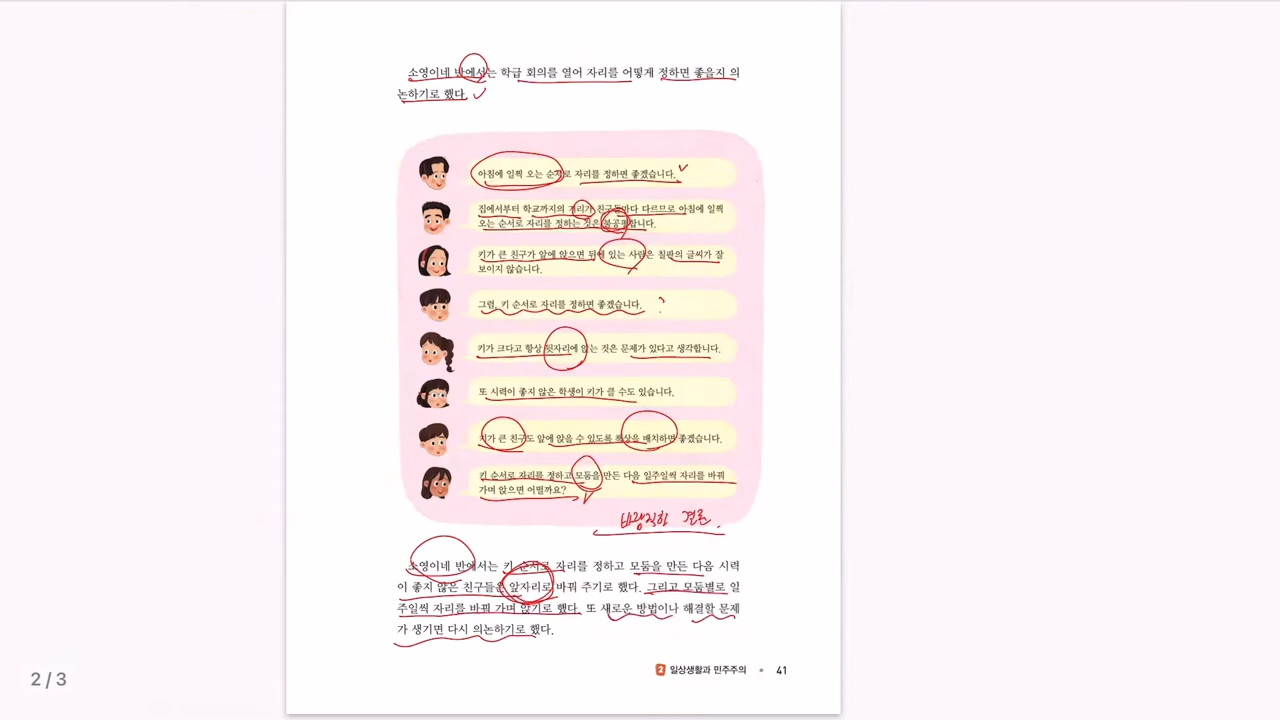 소영이네 반에서는 학급 회의를 열어 자리를 어떻게 정하면 좋을지 의
논하기로 했다.
아침에 일찍 오는 순서로 자리를 정하면 좋겠습니다.
집에서부터 학교까지의 거리가 친구들마다 다르므로 아침에 일찍
오는 순서로 자리를 정하는 것은 불공평합니다.
키가 큰 친구가 앞에 앉으면 뒤에 있는 사람은 칠판의 글씨가 잘
보이지 않습니다.
그럼, 키 순서로 자리를 정하면 좋겠습니다.
키가 크다고 항상 뒷자리에 앉는 것은 문제가 있다고 생각합니다.
또 시력이 좋지 않은 학생이 키가 클 수도 있습니다.
키가 큰 친구도 앞에 앉을 수 있도록 책상을 배치하면 좋겠습니다.
키 순서로 자리를 정하고 모둠을 만든 다음 일주일씩 자리를 바꿔
가며 앉으면 어떨까요?
바람직한 결론.
소영이네 반에서는 키 순서로 자리를 정하고 모둠을 만든 다음 시력
이 좋지 않은 친구들은 앞자리로 바꿔 주기로 했다. 그리고 모둠별로 일
주일씩 자리를 바꿔 가며 앉기로 했다. 또 새로운 방법이나 해결할 문제
가 생기면 다시 의논하기로 했다.
2 일상생활과 민주주의 • 41
2 / 3